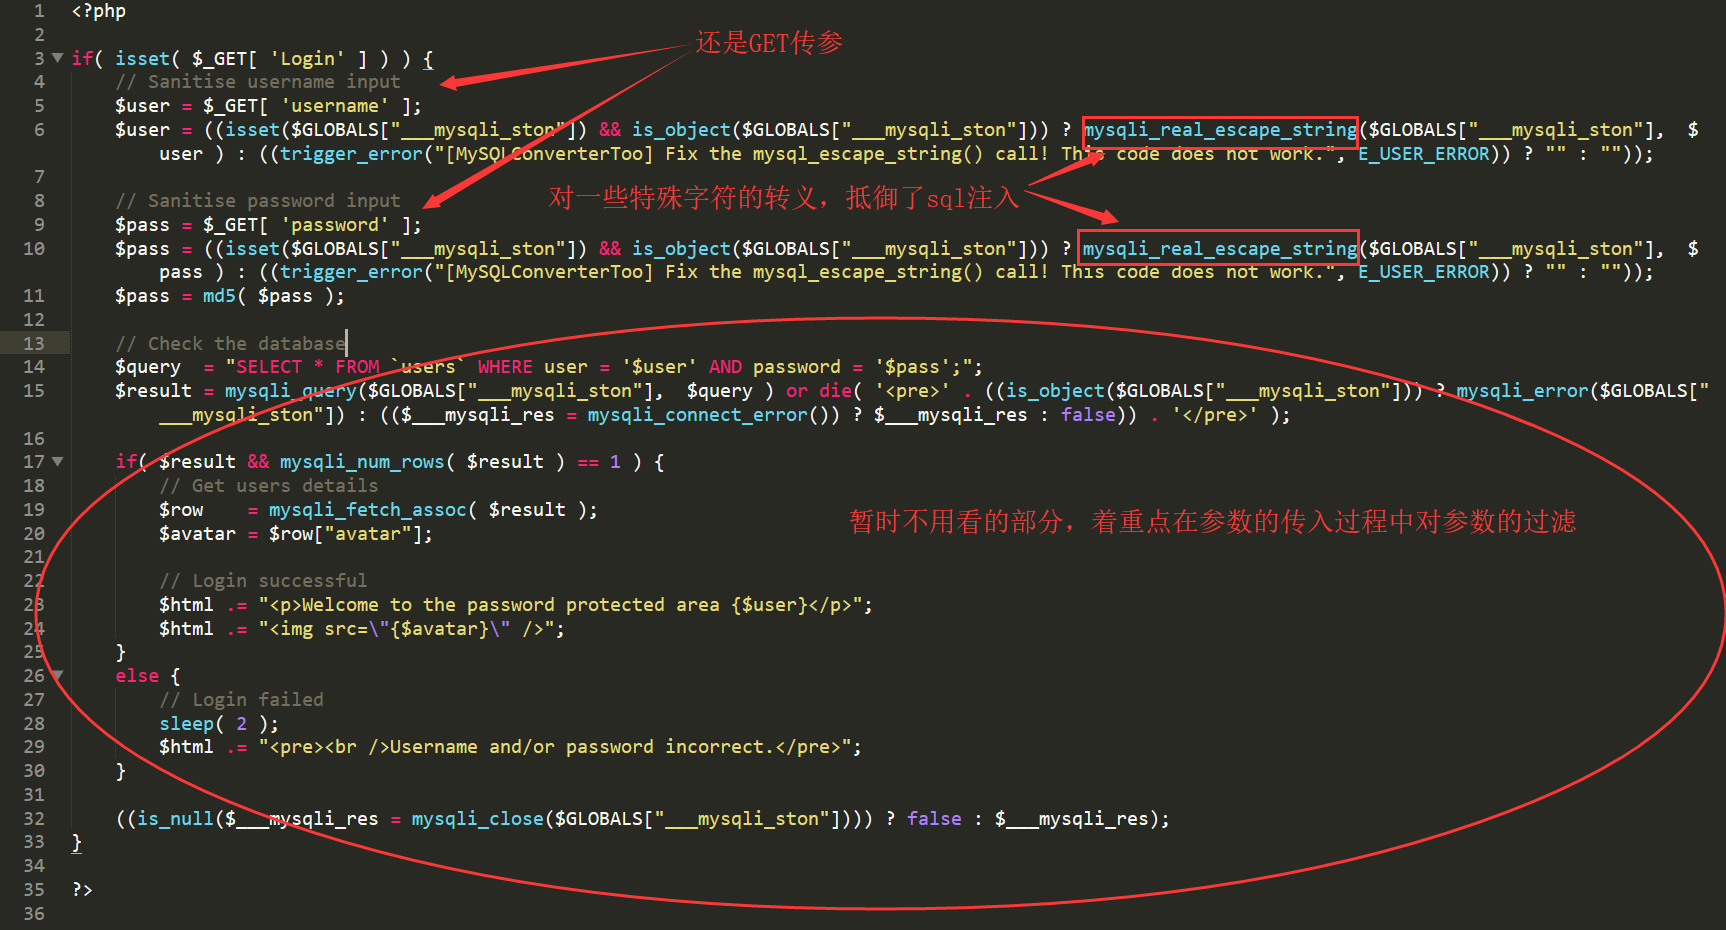 1 <?php
2
还是GET传参
3 if( isset( $_GET[ 'Login' ] ) ) {
4 // Sanitise username input
5 $user = $_GET[ 'username' ];
6 $user = ((isset($GLOBALS["___mysqli_ston"]) && is_object($GLOBALS["___mysqli_ston"])) ? mysqli_real_escape_string($GLOBALS["___mysqli_ston"], $
user ) : ((trigger_error("[MySQLConverterToo] Fix the mysql_escape_string() call! This code does not work.", E_USER_ERROR)) ? "" : ""));
7
8 // Sanitise password input
对一些特殊字符的转义，抵御了sql注入
9 $pass = $_GET[ 'password' ];
10 $pass = ((isset($GLOBALS["___mysqli_ston"]) && is_object($GLOBALS["___mysqli_ston"])) ? mysqli_real_escape_string($GLOBALS["___mysqli_ston"], $
pass ) : ((trigger_error("[MySQLConverterToo] Fix the mysql_escape_string() call! This code does not work.", E_USER_ERROR)) ? "" : ""));
11 $pass = md5( $pass );
12
13 // Check the database
14 $query = "SELECT * FROM `users` WHERE user = '$user' AND password = '$pass';";
15 $result = mysqli_query($GLOBALS["___mysqli_ston"], $query ) or die( '<pre>' . ((is_object($GLOBALS["___mysqli_ston"])) ? mysqli_error($GLOBALS["
___mysqli_ston"]) : (($___mysqli_res = mysqli_connect_error()) ? $___mysqli_res : false)) . '</pre>' );
16
17 if( $result && mysqli_num_rows( $result ) == 1 ) {
18 // Get users details
19 $row = mysqli_fetch_assoc( $result );
暂时不用看的部分，着重点在参数的传入过程中对参数的过滤
20 $avatar = $row["avatar"];
21
22 // Login successful
23 $html .= "<p>Welcome to the password protected area {$user}</p>";
24 $html .= "<img src=\"{$avatar}\" />";
25 }
26 else {
27 // Login failed
28 sleep( 2 );
29 $html .= "<pre><br />Username and/or password incorrect.</pre>";
30 }
31
32 ((is_null($___mysqli_res = mysqli_close($GLOBALS["___mysqli_ston"]))) ? false : $___mysqli_res);
33 }
34
35 ?>
36